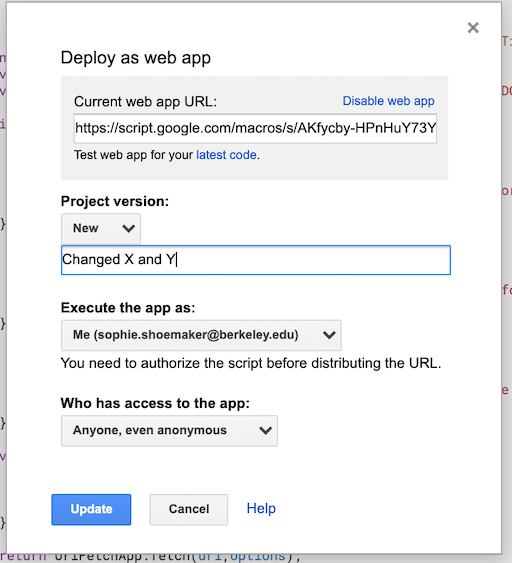 Deploy as web app
Current web app URL:
Disable web app
https://script.google.com/macros/s/AKfycby-HPnHuY73Y
Test web app for your latest code.
Project version:
New
Changed X and Y
Execute the app as:
Me (sophie.shoemaker@berkeley.edu)
You need to authorize the script before distributing the URL.
Who has access to the app:
Anyone, even anonymous
Update
Cancel
Help
return UrlFetchApp.fetch(url,options);